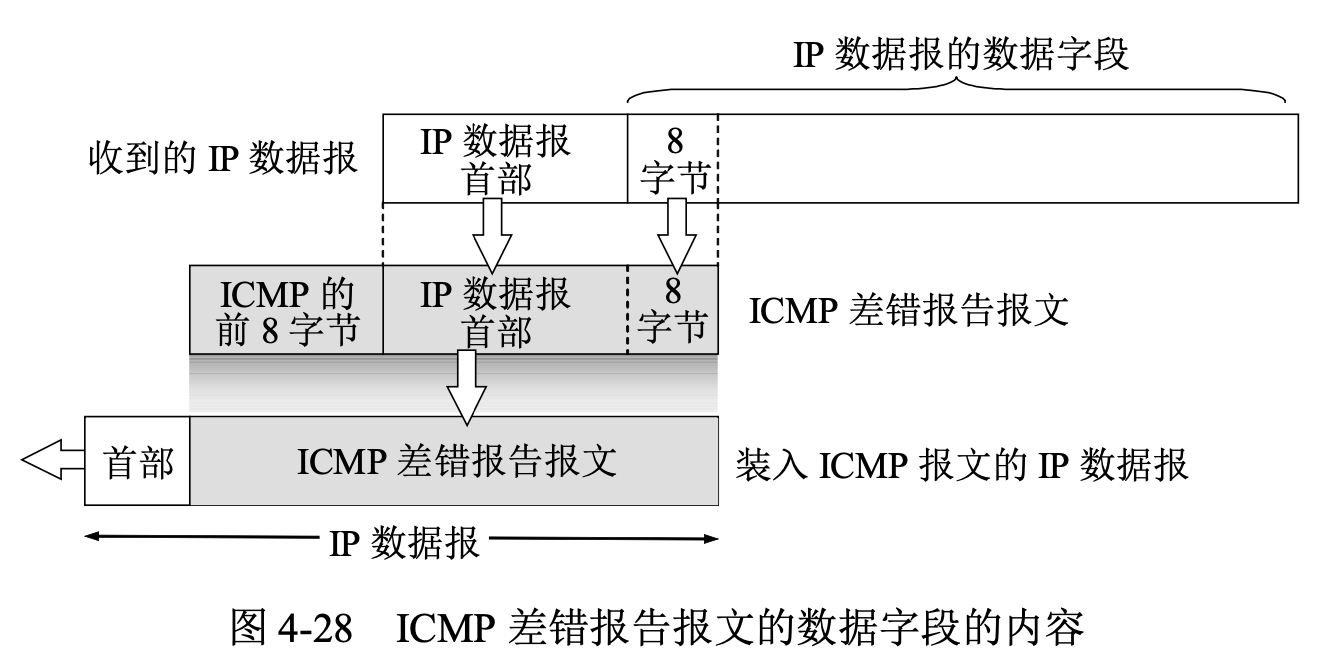 IP 数据报的数据字段
收到的 IP 数据报
IP 数据报
首部
8
字节
ICMP 的
前 8 字节
IP 数据报
首部
8
字节
ICMP 差错报告报文
首部
ICMP 差错报告报文
装入 ICMP 报文的 IP 数据报
IP 数据报
图 4-28 ICMP 差错报告报文的数据字段的内容